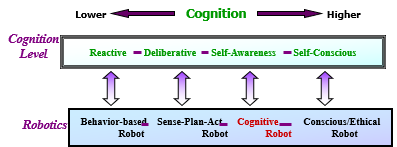 Lower Cognition Higher
Cognition Level
Reactive – Deliberative – Self-Awareness – Self-Conscious
Robotics
Behavior-based Robot – Sense-Plan-Act Robot – Cognitive Robot – Conscious/Ethical Robot